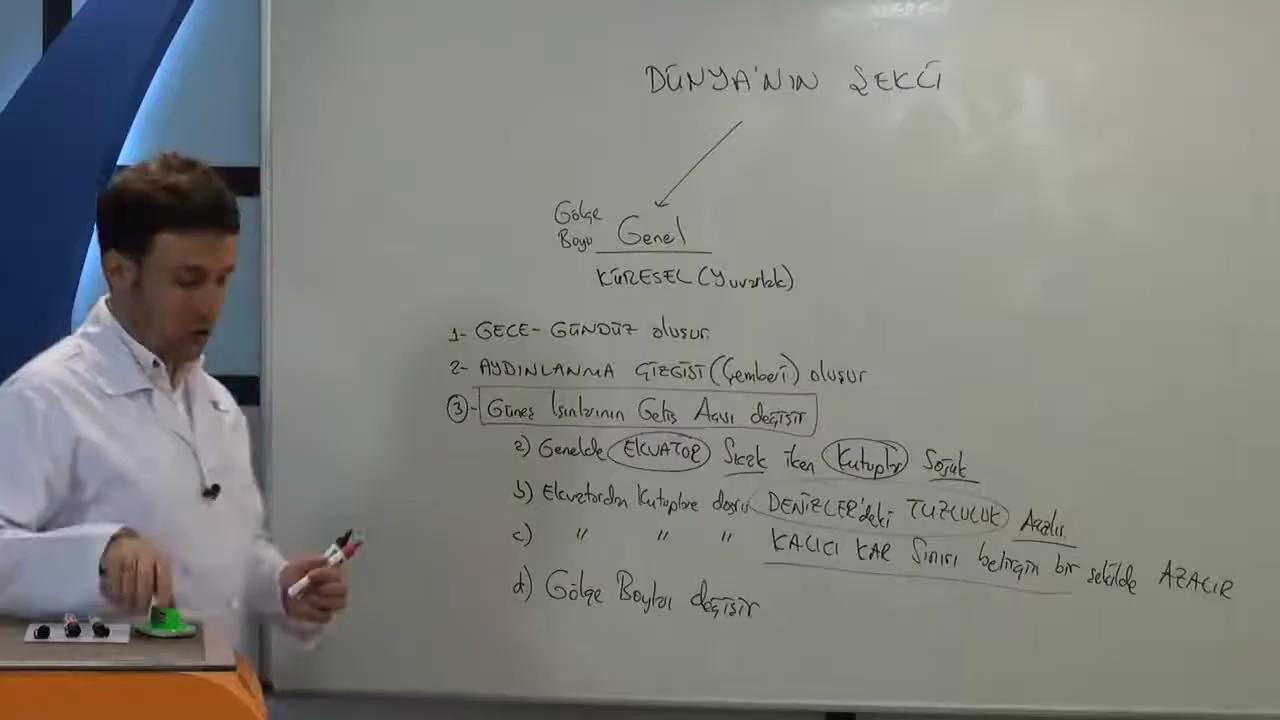 DÜNYA'NIN ŞEKLİ
Gölge
Boyu
Genel
KÜRESEL (Yuvarlak)
1- GECE- GÜNDÜZ oluşur.
2- AYDINLANMA ÇİZGİSİ (Çemberi) oluşur
3- Güneş Işınlarının Geliş Açısı değişir
a) Genelde EKVATOR Sıcak iken Kutuplar Soğuk
b) Ekvatordan Kutuplara doğru DENİZLER'deki TUZLULUK Azalır.
c) " " " KALICI KAR Sınırı belirgin bir şekilde AZALIR
d) Gölge Boyları değişir